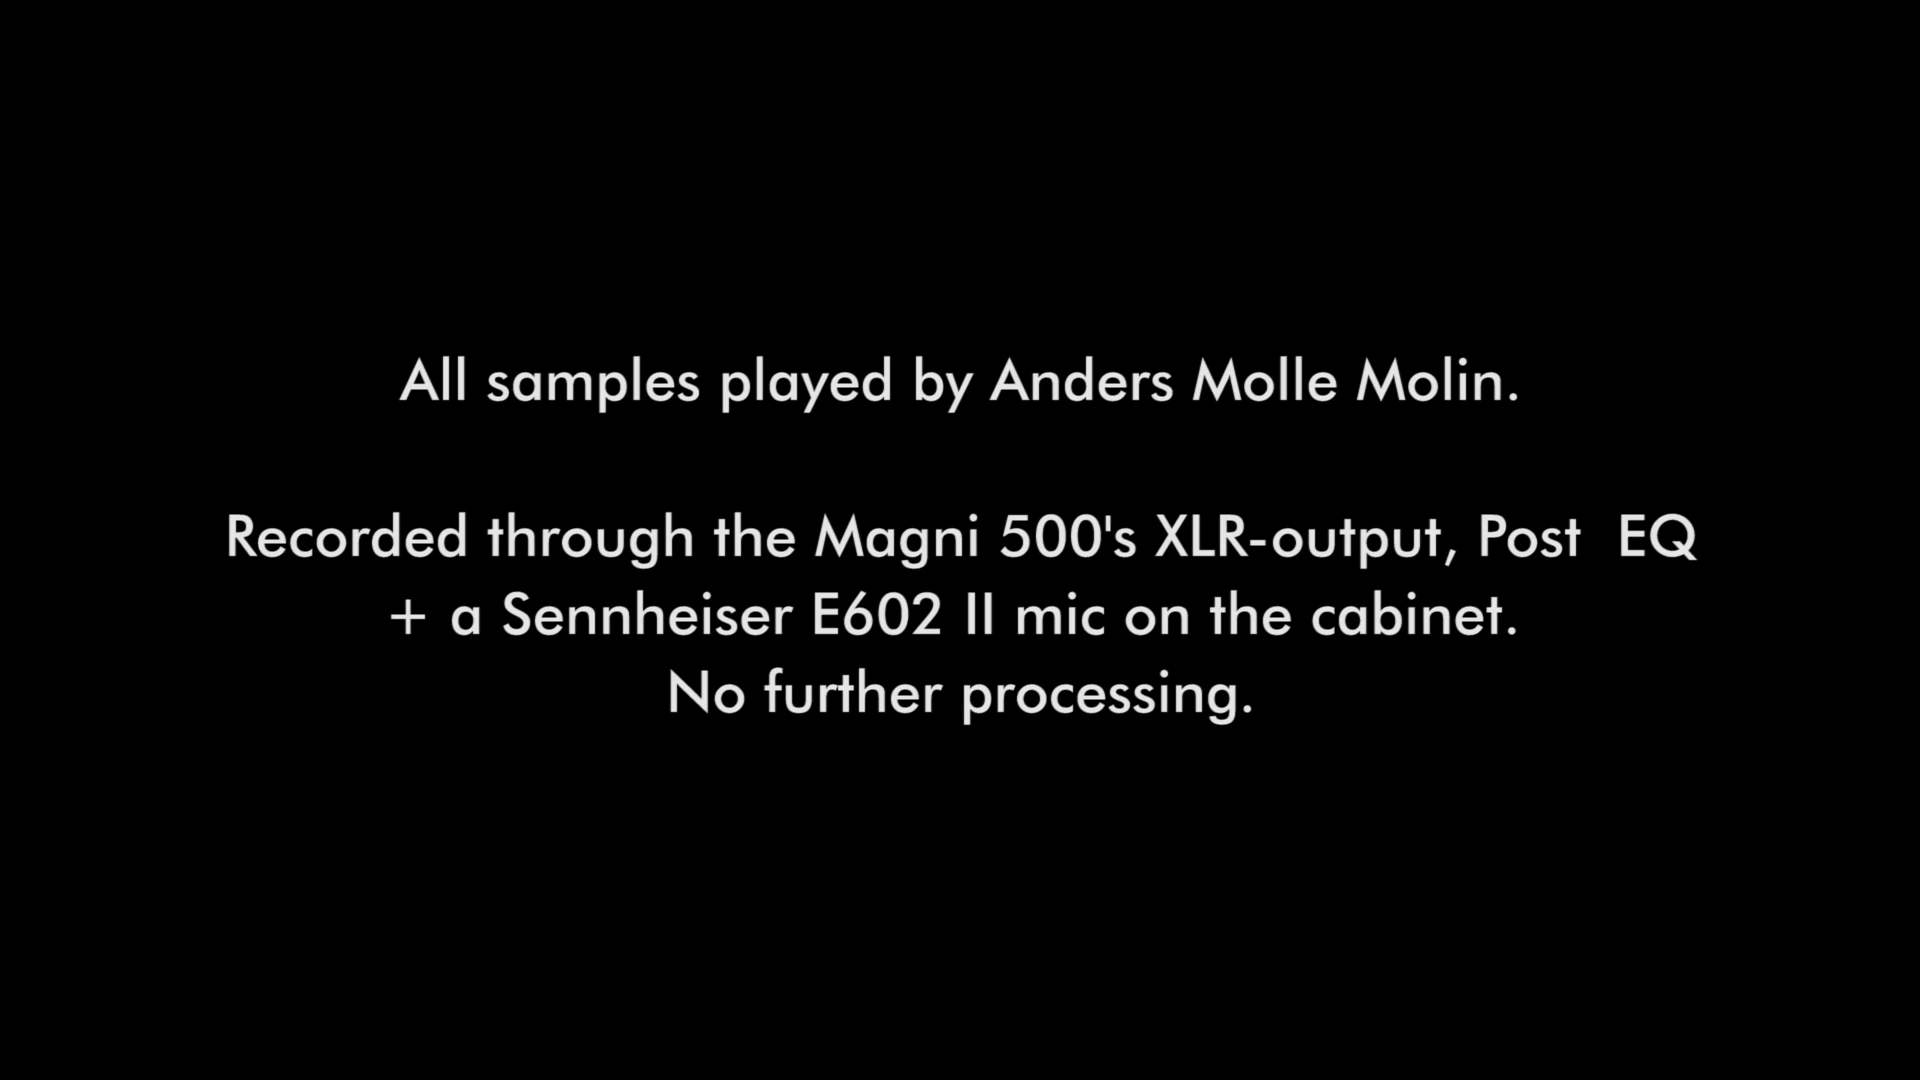 All samples played by Anders Molle Molin.
Recorded through the Magni 500's XLR-output, Post  EQ
+ a Sennheiser E602 II mic on the cabinet.
No further processing.